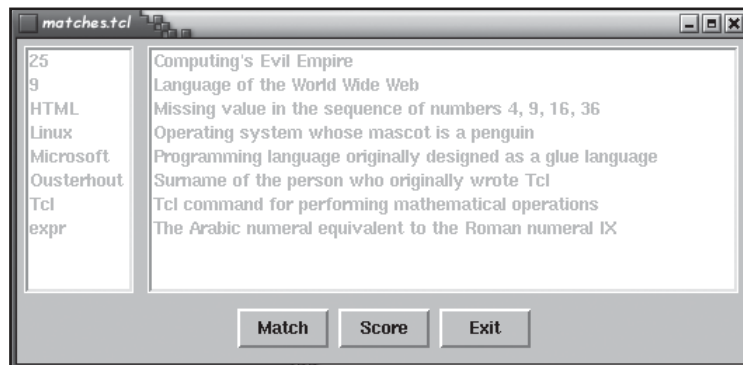 matches.tcl
25
9
HTML
Linux
Microsoft
Ousterhout
Tcl
expr
Computing's Evil Empire
Language of the World Wide Web
Missing value in the sequence of numbers 4, 9, 16, 36
Operating system whose mascot is a penguin
Programming language originally designed as a glue language
Surname of the person who originally wrote Tcl
Tcl command for performing mathematical operations
The Arabic numeral equivalent to the Roman numeral IX
Match Score Exit